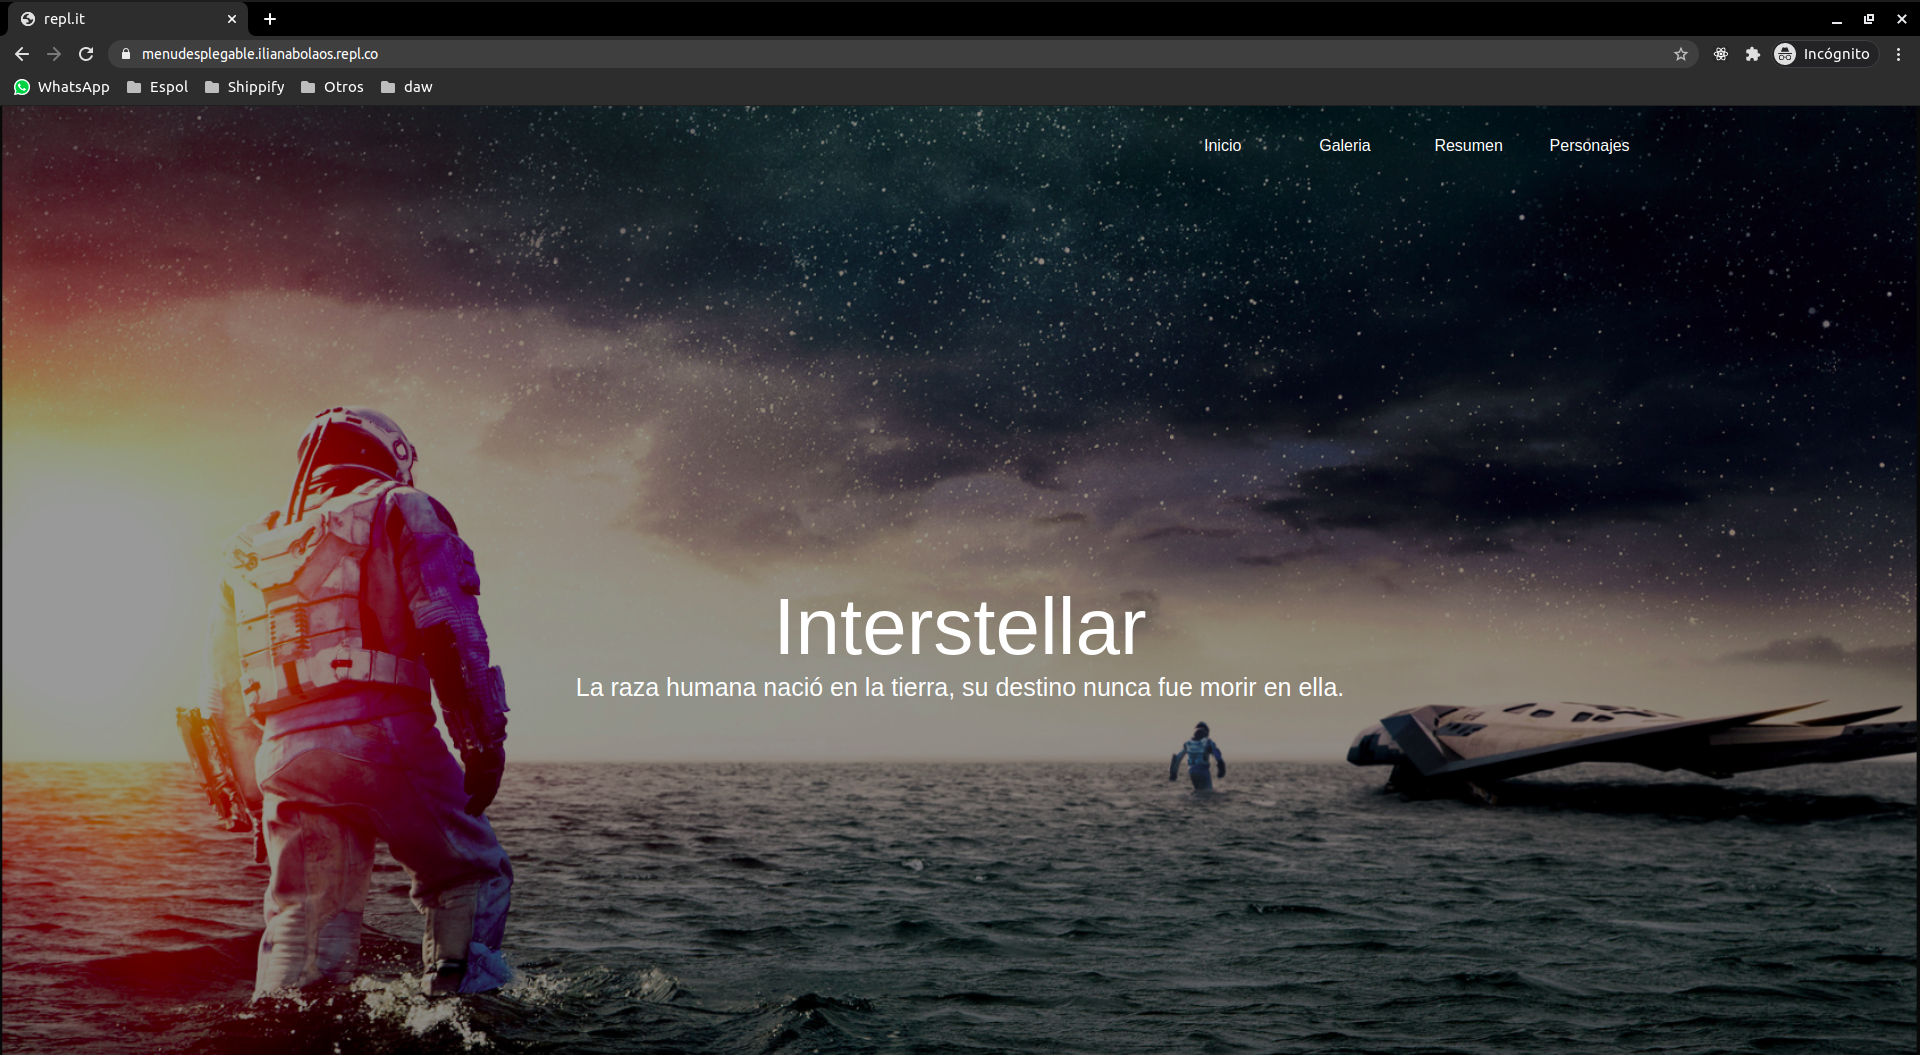 repl.it
menudesplegable.ilianabolaos.repl.co
Incógnito
WhatsApp Espol Shippify Otros daw
Inicio Galeria Resumen Personajes
Interstellar
La raza humana nació en la tierra, su destino nunca fue morir en ella.